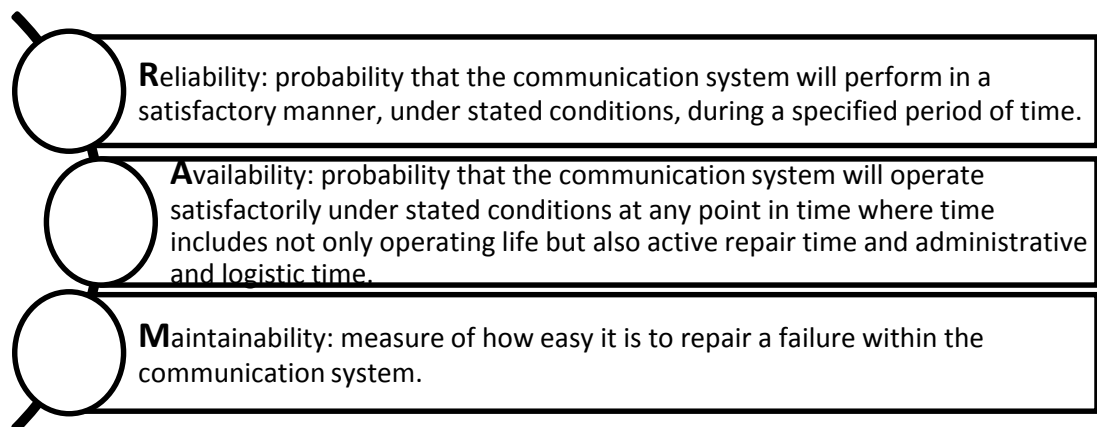 Reliability: probability that the communication system will perform in a
satisfactory manner, under stated conditions, during a specified period of time.
Availability: probability that the communication system will operate
satisfactorily under stated conditions at any point in time where time
includes not only operating life but also active repair time and administrative
and logistic time.
Maintainability: measure of how easy it is to repair a failure within the
communication system.